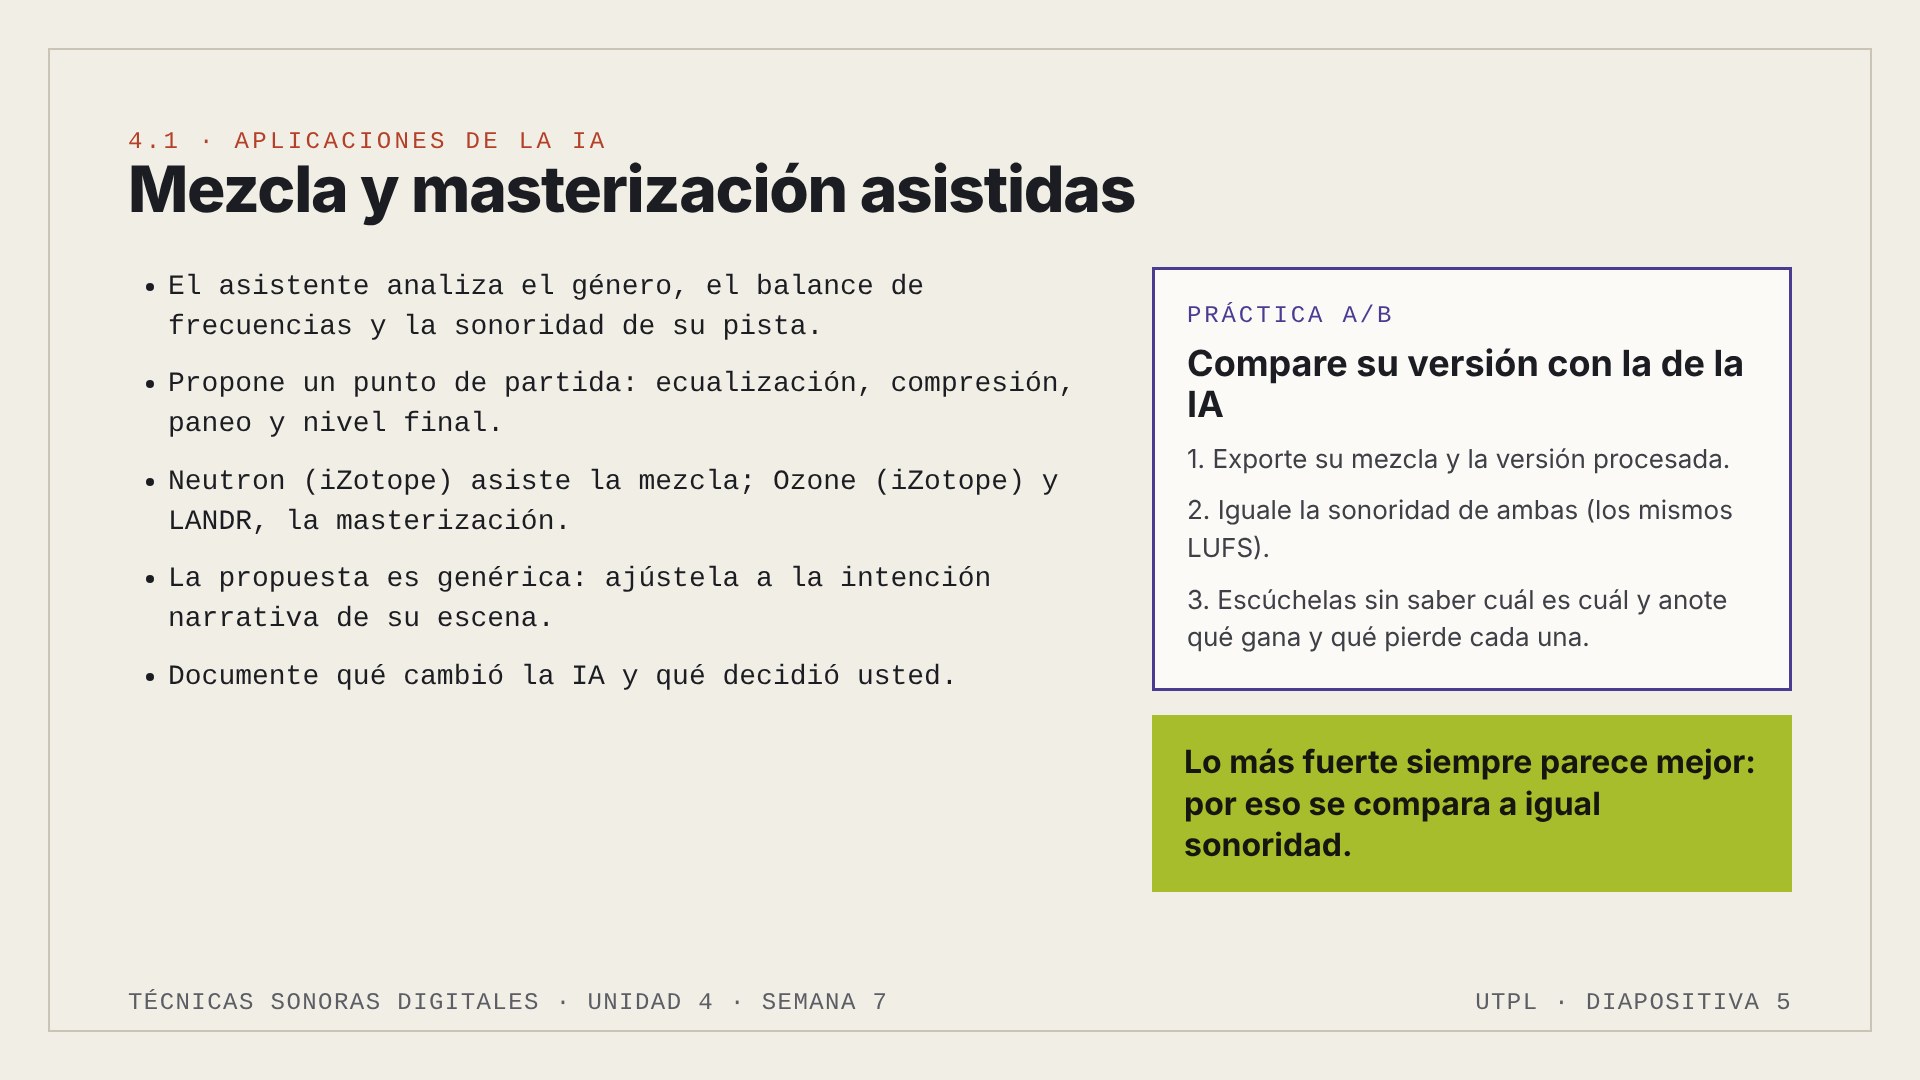 4.1 · APLICACIONES DE LA IA
Mezcla y masterización asistidas
• El asistente analiza el género, el balance de
frecuencias y la sonoridad de su pista.
• Propone un punto de partida: ecualización, compresión,
paneo y nivel final.
• Neutron (iZotope) asiste la mezcla; Ozone (iZotope) y
LANDR, la masterización.
• La propuesta es genérica: ajústela a la intención
narrativa de su escena.
• Documente qué cambió la IA y qué decidió usted.
PRÁCTICA A/B
Compare su versión con la de la
IA
1. Exporte su mezcla y la versión procesada.
2. Iguale la sonoridad de ambas (los mismos
LUFS).
3. Escúchelas sin saber cuál es cuál y anote
qué gana y qué pierde cada una.
Lo más fuerte siempre parece mejor:
por eso se compara a igual
sonoridad.
TÉCNICAS SONORAS DIGITALES · UNIDAD 4 · SEMANA 7
UTPL · DIAPOSITIVA 5